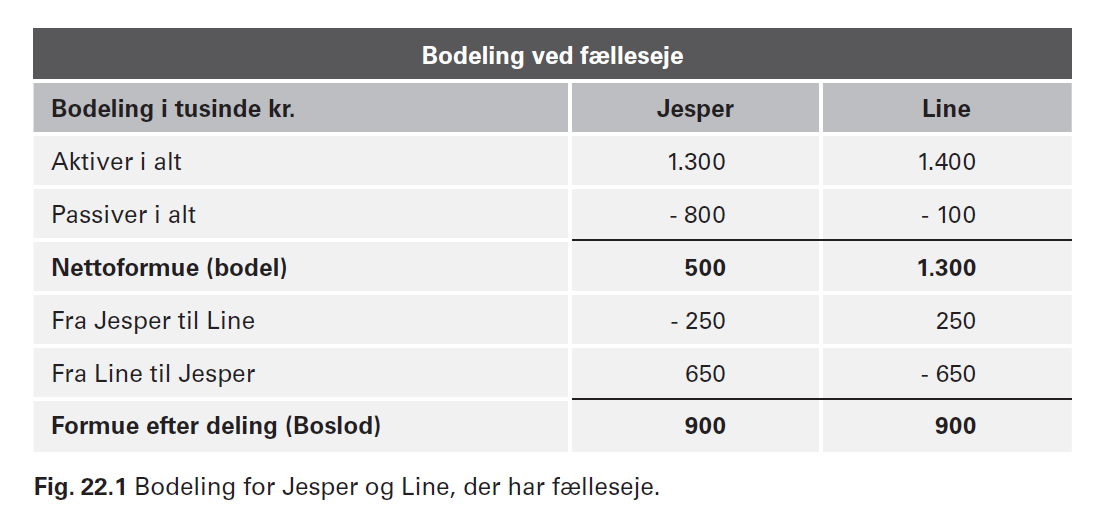 Bodeling ved fælleseje
Bodeling i tusinde kr. Jesper Line
Aktiver i alt 1.300 1.400
Passiver i alt - 800 - 100
Nettoformue (bodel) 500 1.300
Fra Jesper til Line - 250 250
Fra Line til Jesper 650 - 650
Formue efter deling (Boslod) 900 900
Fig. 22.1 Bodeling for Jesper og Line, der har fælleseje.